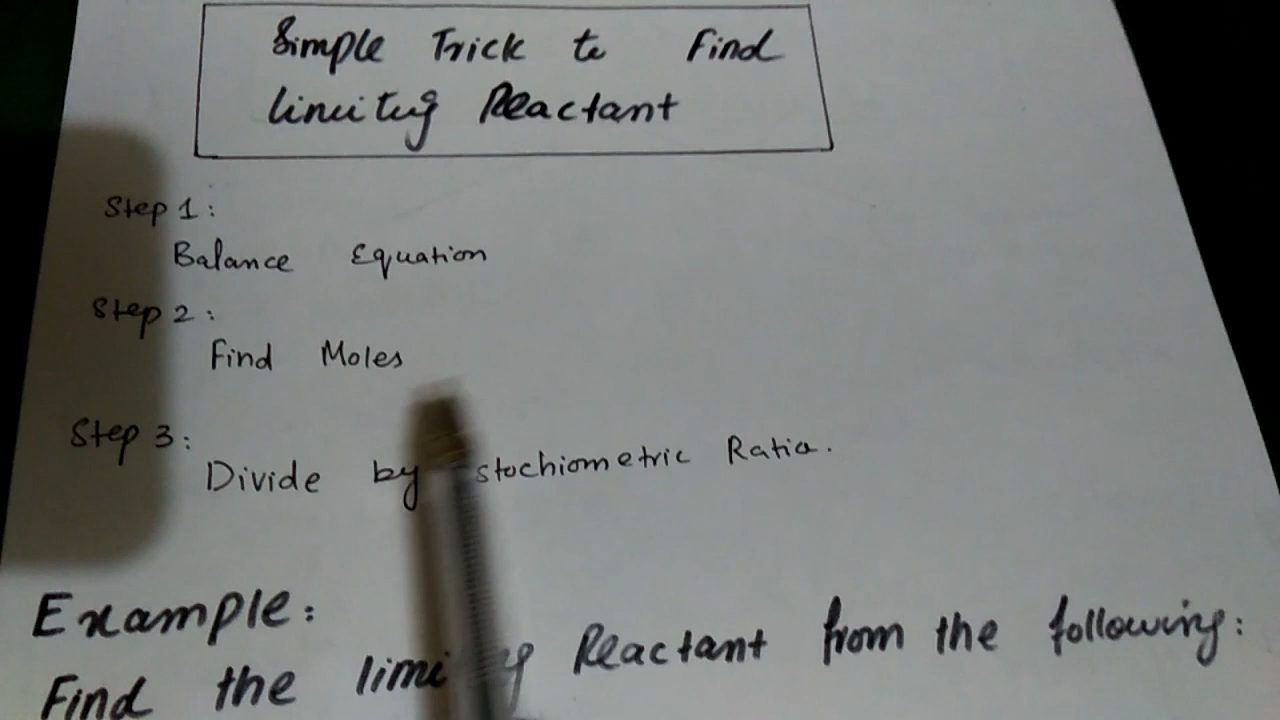 Simple Trick to Find
limiting Reactant
Step 1:
Balance Equation
Step 2:
Find Moles
Step 3:
Divide by stochiometric Ratio.
Example:
Find the Reactant from the following: